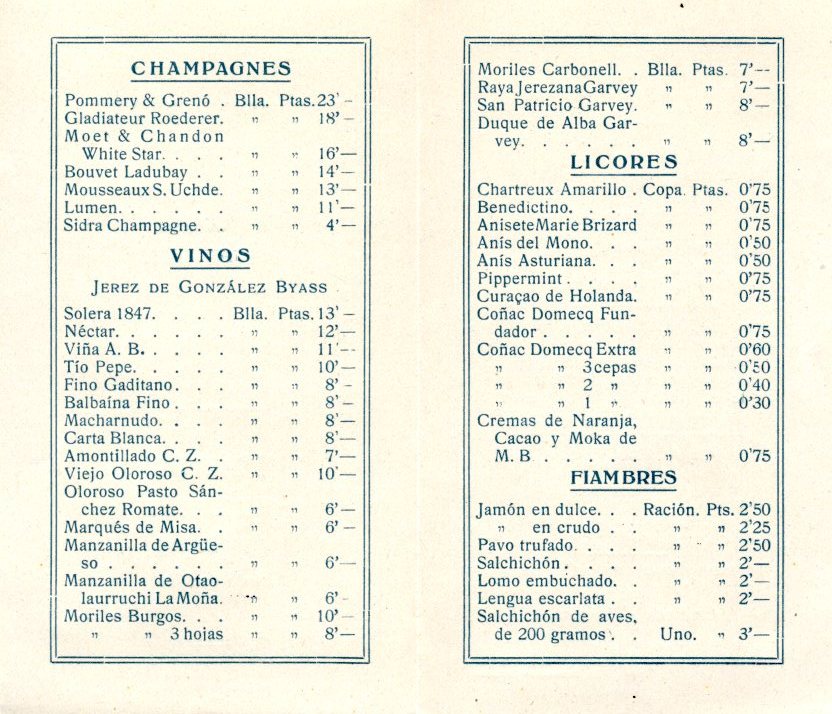 CHAMPAGNES
Pommery & Grenó . Blla. Ptas. 23' -
Gladiateur Roederer. " " 18' -
Moet & Chandon
White Star. . . . " " 16'—
Bouvet Ladubay . . " " 14'—
Mousseaux S. Uchde. " " 13'—
Lumen. . . . . . " " 11'—
Sidra Champagne. . " " 4'—
VINOS
JEREZ DE GONZÁLEZ BYASS
Solera 1847. . . . Blla. Ptas. 13' —
Néctar. . . . . . " " 12'—
Viña A. B. . . . . " " 11'--
Tío Pepe. . . . . " " 10'—
Fino Gaditano. . . " " 8' -
Balbaína Fino . . . " " 8' -
Macharnudo. . . . " " 8'—
Carta Blanca. . . . " " 8'—
Amontillado C. Z. . " " 7'—
Viejo Oloroso C. Z. " " 10'—
Oloroso Pasto Sán-
chez Romate. . . " " 6'—
Marqués de Misa. . " " 6' —
Manzanilla de Argüe-
so . . . . . . " " 6'—
Manzanilla de Otao-
laurruchi La Moña. " " 6' -
Moriles Burgos. . . " " 10' —
" " 3 hojas " " 8'—
Moriles Carbonell. . Blla. Ptas. 7'--
Raya Jerezana Garvey " " 7'—
San Patricio Garvey. " " 8'—
Duque de Alba Gar-
vey. . . . . . " " 8'—
LICORES
Chartreux Amarillo . Copa. Ptas. 0'75
Benedictino. . . . " " 0'75
Anísete Marie Brizard " " 0'75
Anís del Mono. . . " " 0'50
Anís Asturiana. . . " " 0'50
Pippermint . . . . " " 0'75
Curaçao de Holanda. " " 0'75
Coñac Domecq Fun-
dador . . . . . " " 0'75
Coñac Domecq Extra " " 0'60
" " 3 cepas " " 0'50
" " 2 " " " 0'40
" " 1 " " " 0'30
Cremas de Naranja,
Cacao y Moka de
M. B . . . . . " " 0'75
FIAMBRES
Jamón en dulce. . . Ración. Pts. 2'50
" en crudo . . " " 2'25
Pavo trufado. . . . " " 2'50
Salchichón. . . . . " " 2'—
Lomo embuchado. . " " 2'—
Lengua escarlata . . " " 2'—
Salchichón de aves,
de 200 gramos . . Uno. " 3'—